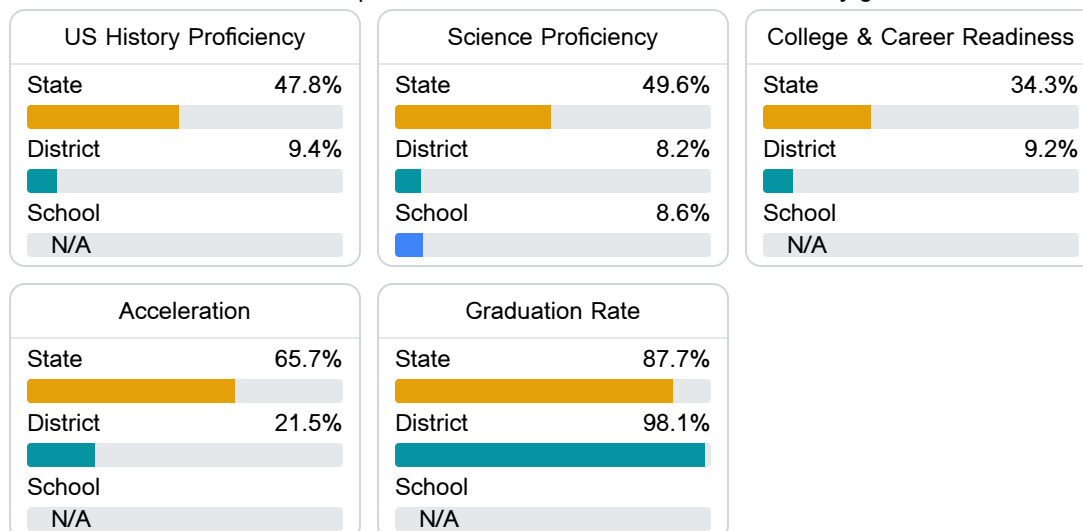 US History Proficiency
State 47.8%
District 9.4%
School
N/A
Science Proficiency
State 49.6%
District 8.2%
School 8.6%
College & Career Readiness
State 34.3%
District 9.2%
School
N/A
Acceleration
State 65.7%
District 21.5%
School
N/A
Graduation Rate
State 87.7%
District 98.1%
School
N/A